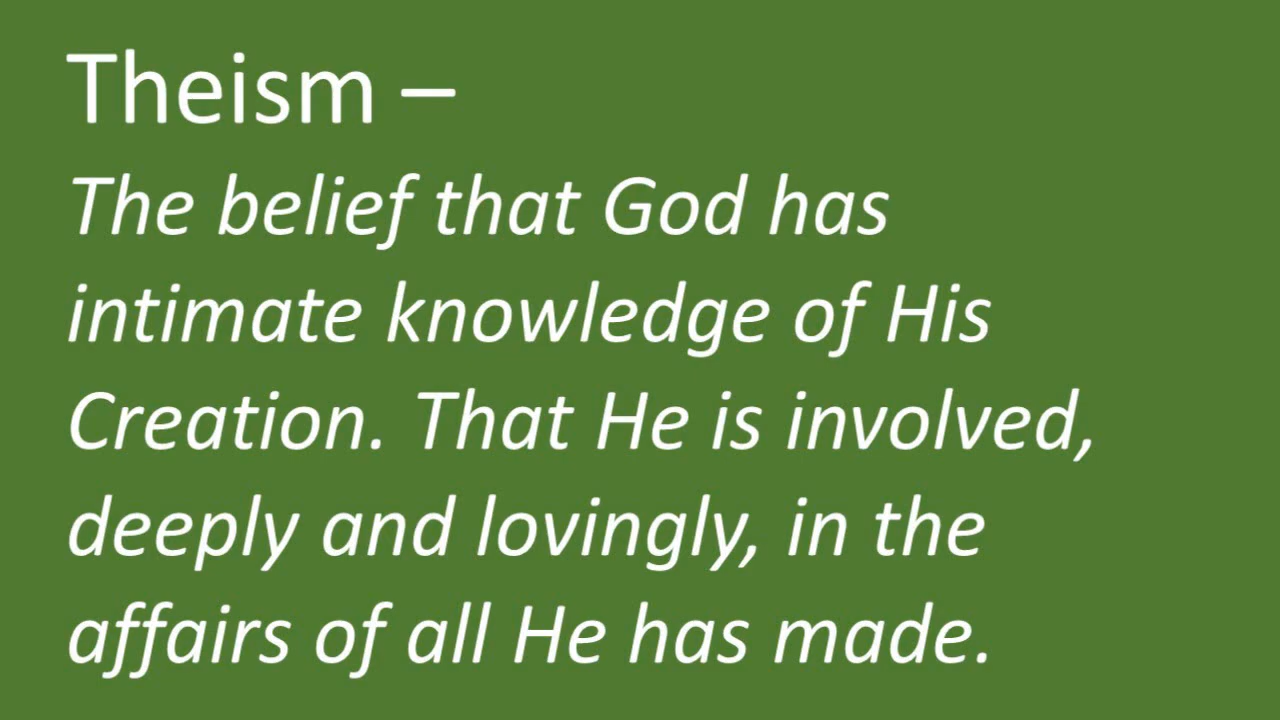 Theism –
The belief that God has
intimate knowledge of His
Creation. That He is involved,
deeply and lovingly, in the
affairs of all He has made.